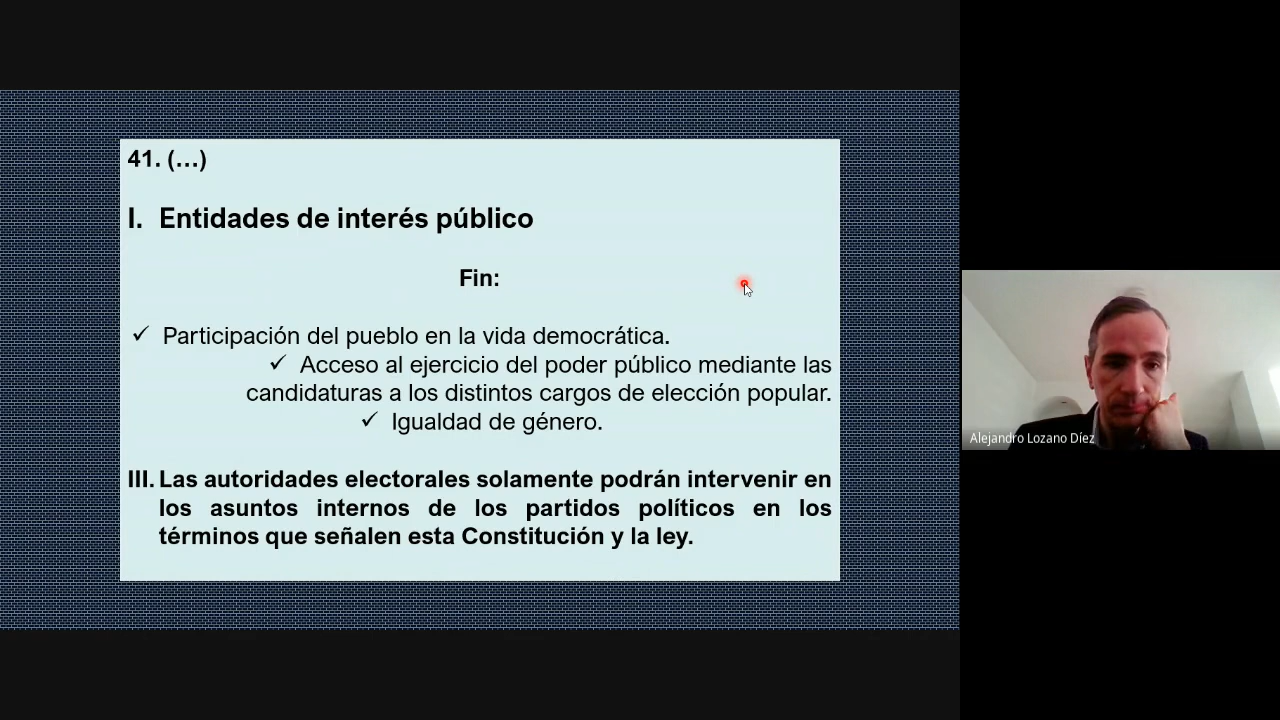 41. (…)
I. Entidades de interés público
Fin:
✓ Participación del pueblo en la vida democrática.
✓ Acceso al ejercicio del poder público mediante las
candidaturas a los distintos cargos de elección popular.
✓ Igualdad de género.
III. Las autoridades electorales solamente podrán intervenir en
los asuntos internos de los partidos políticos en los
términos que señalen esta Constitución y la ley.
Alejandro Lozano Díez